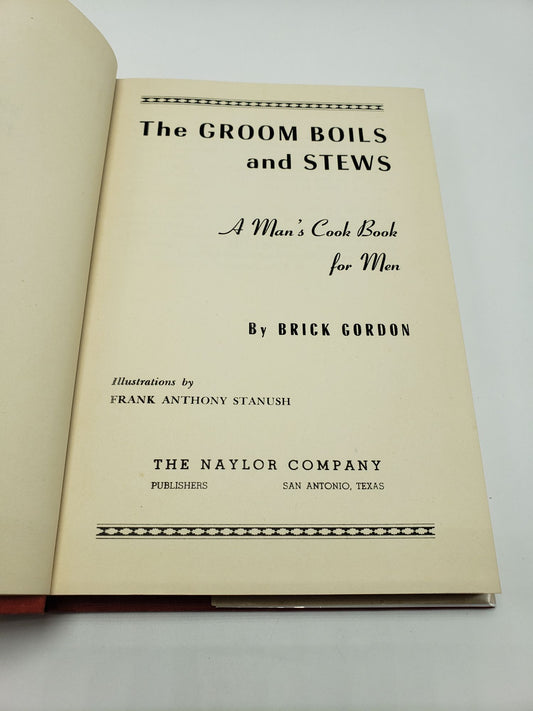 The GROOM BOILS
and STEWS
A Man's Cook Book
for Men
By BRICK GORDON
Illustrations by
FRANK ANTHONY STANUSH
THE NAYLOR COMPANY
PUBLISHERS SAN ANTONIO, TEXAS